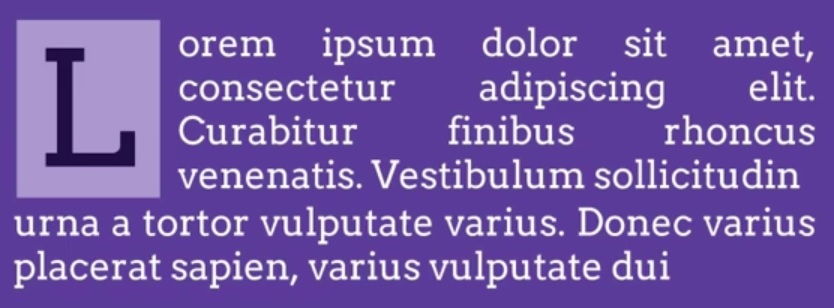 Lorem ipsum dolor sit amet,
consectetur adipiscing elit.
Curabitur finibus rhoncus
venenatis. Vestibulum sollicitudin
urna a tortor vulputate varius. Donec varius
placerat sapien, varius vulputate dui